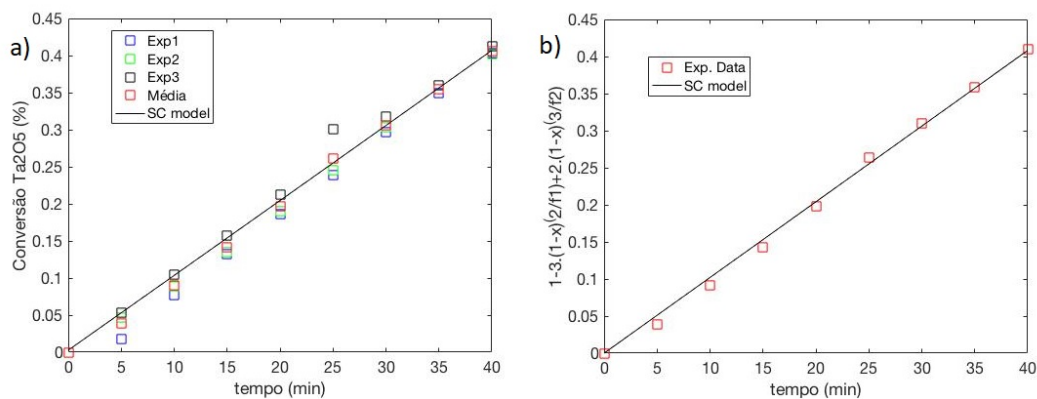 a)
Conversão Ta2O5 (%)
0.45
0.4
0.35
0.3
0.25
0.2
0.15
0.1
0.05
0
Exp1
Exp2
Exp3
Média
SC model
0 5 10 15 20 25 30 35 40
tempo (min)
b)
1-3.(1-x)(2/f1)+2.(1-x)(3/f2)
0.45
0.4
0.35
0.3
0.25
0.2
0.15
0.1
0.05
0
Exp. Data
SC model
0 5 10 15 20 25 30 35 40
tempo (min)